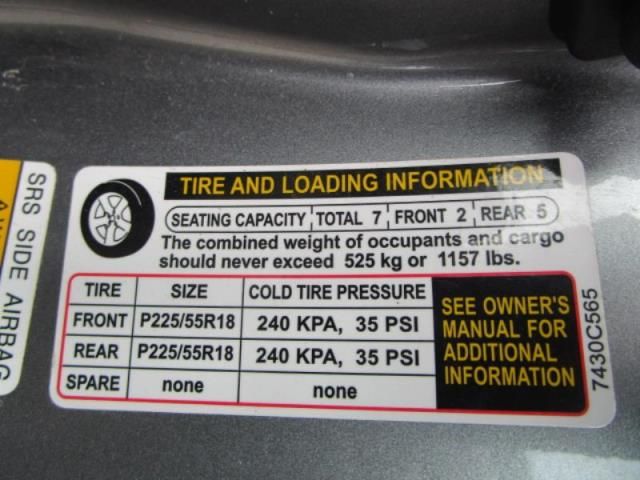 TIRE AND LOADING INFORMATION
SEATING CAPACITY TOTAL 7 FRONT 2 REAR 5
The combined weight of occupants and cargo
should never exceed 525 kg or 1157 lbs.
TIRE SIZE COLD TIRE PRESSURE
FRONT P225/55R18 240 KPA, 35 PSI
REAR P225/55R18 240 KPA, 35 PSI
SPARE none none
SEE OWNER'S
MANUAL FOR
ADDITIONAL
INFORMATION
7430C565
SRS SIDE AIRBAG